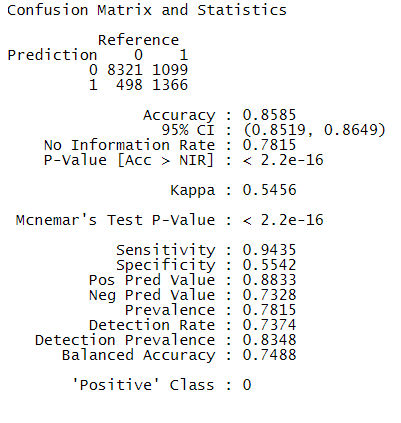 Confusion Matrix and Statistics
Reference
Prediction 0 1
0 8321 1099
1 498 1366
Accuracy : 0.8585
95% CI : (0.8519, 0.8649)
No Information Rate : 0.7815
P-Value [Acc > NIR] : < 2.2e-16
Kappa : 0.5456
Mcnemar's Test P-Value : < 2.2e-16
Sensitivity : 0.9435
Specificity : 0.5542
Pos Pred Value : 0.8833
Neg Pred Value : 0.7328
Prevalence : 0.7815
Detection Rate : 0.7374
Detection Prevalence : 0.8348
Balanced Accuracy : 0.7488
'Positive' Class : 0